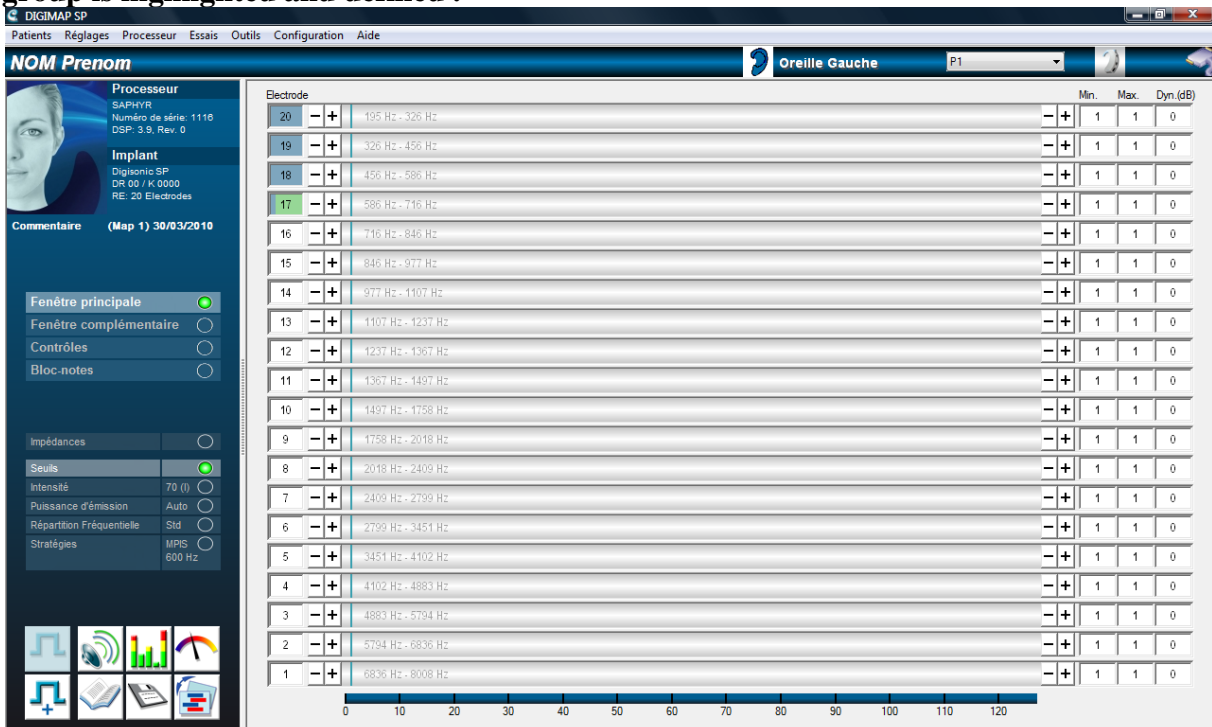 group is highlighted and defined .
DIGIMAP SP
Patients Réglages Processeur Essais Outils Configuration Aide
NOM Prenom
Oreille Gauche
P1
Processeur
SAPHYR
Numéro de série: 1116
DSP: 3.9, Rev. 0
Implant
Digisonic SP
DR 00 / K 0000
RE: 20 Electrodes
Commentaire (Map 1) 30/03/2010
Fenêtre principale
Fenêtre complémentaire
Contrôles
Bloc-notes
Impédances
Seuils
Intensité 70 (I)
Puissance d'émission Auto
Répartition Fréquentielle Std
Stratégies MPIS
600 Hz
Electrode Min. Max. Dyn.(dB)
20 - + 195 Hz - 326 Hz - + 1 1 0
19 - + 326 Hz - 456 Hz - + 1 1 0
18 - + 456 Hz - 586 Hz - + 1 1 0
17 - + 586 Hz - 716 Hz - + 1 1 0
16 - + 716 Hz - 846 Hz - + 1 1 0
15 - + 846 Hz - 977 Hz - + 1 1 0
14 - + 977 Hz - 1107 Hz - + 1 1 0
13 - + 1107 Hz - 1237 Hz - + 1 1 0
12 - + 1237 Hz - 1367 Hz - + 1 1 0
11 - + 1367 Hz - 1497 Hz - + 1 1 0
10 - + 1497 Hz - 1758 Hz - + 1 1 0
9 - + 1758 Hz - 2018 Hz - + 1 1 0
8 - + 2018 Hz - 2409 Hz - + 1 1 0
7 - + 2409 Hz - 2799 Hz - + 1 1 0
6 - + 2799 Hz - 3451 Hz - + 1 1 0
5 - + 3451 Hz - 4102 Hz - + 1 1 0
4 - + 4102 Hz - 4883 Hz - + 1 1 0
3 - + 4883 Hz - 5794 Hz - + 1 1 0
2 - + 5794 Hz - 6836 Hz - + 1 1 0
1 - + 6836 Hz - 8008 Hz - + 1 1 0
0 10 20 30 40 50 60 70 80 90 100 110 120